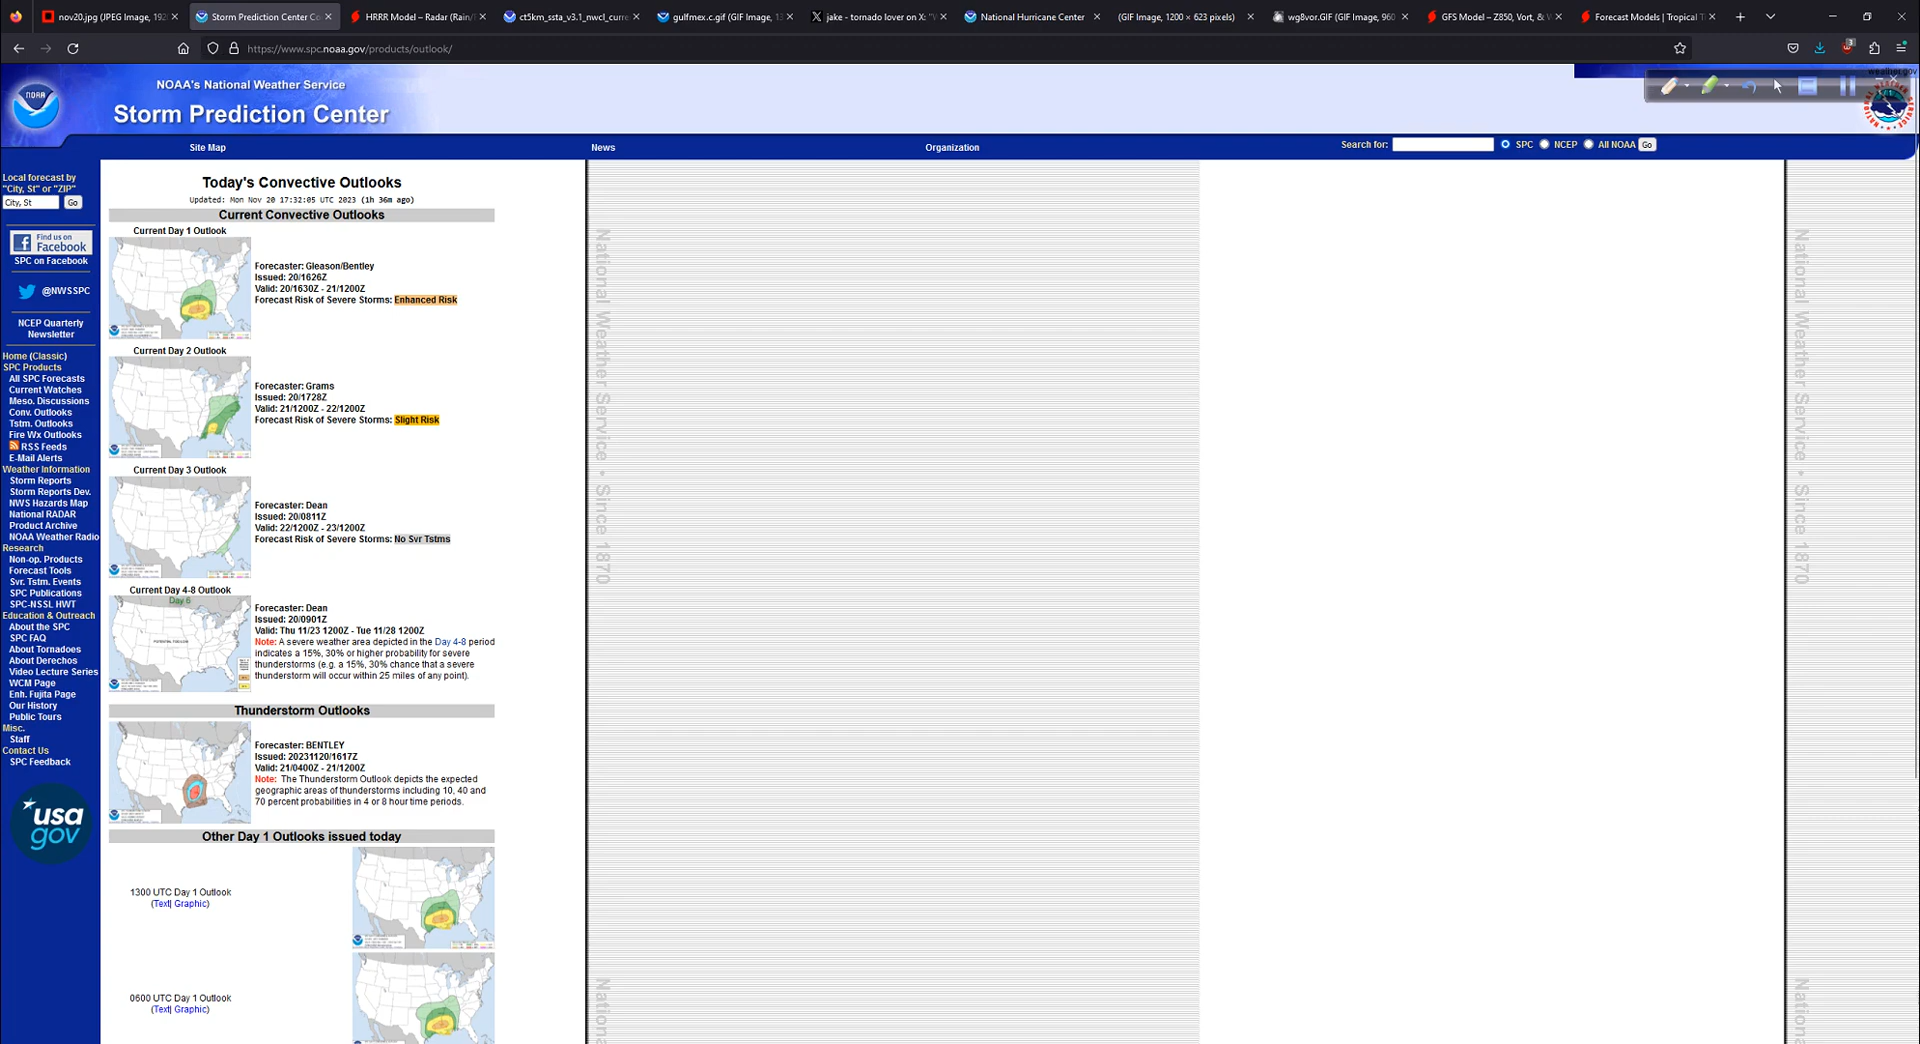 nov20.jpg (JPEG Image, 192
Storm Prediction Center Co
HRRR Model – Radar (Rain/
ct5km_ssta_v3.1_nwcl_curre
gulfmex.c.gif (GIF Image, 13
jake - tornado lover on X: "
National Hurricane Center
(GIF Image, 1200 × 623 pixels)
wg8vor.GIF (GIF Image, 960
GFS Model – Z850, Vort, &
Forecast Models | Tropical T
https://www.spc.noaa.gov/products/outlook/
3
weather.gov
NOAA
NOAA's National Weather Service
Storm Prediction Center
Site Map
News
Organization
Search for:
SPC
NCEP
All NOAA
Go
Local forecast by
"City, St" or "ZIP"
City, St
Go
Find us on
Facebook
SPC on Facebook
@NWSSPC
NCEP Quarterly
Newsletter
Home (Classic)
SPC Products
All SPC Forecasts
Current Watches
Meso. Discussions
Conv. Outlooks
Tstm. Outlooks
Fire Wx Outlooks
RSS Feeds
E-Mail Alerts
Weather Information
Storm Reports
Storm Reports Dev.
NWS Hazards Map
National RADAR
Product Archive
NOAA Weather Radio
Research
Non-op. Products
Forecast Tools
Svr. Tstm. Events
SPC Publications
SPC-NSSL HWT
Education & Outreach
About the SPC
SPC FAQ
About Tornadoes
About Derechos
Video Lecture Series
WCM Page
Enh. Fujita Page
Our History
Public Tours
Misc.
Staff
Contact Us
SPC Feedback
usa
gov
Today's Convective Outlooks
Updated: Mon Nov 20 17:32:05 UTC 2023 (1h 36m ago)
Current Convective Outlooks
Current Day 1 Outlook
Forecaster: Gleason/Bentley
Issued: 20/1626Z
Valid: 20/1630Z - 21/1200Z
Forecast Risk of Severe Storms: Enhanced Risk
Current Day 2 Outlook
Forecaster: Grams
Issued: 20/1728Z
Valid: 21/1200Z - 22/1200Z
Forecast Risk of Severe Storms: Slight Risk
Current Day 3 Outlook
Forecaster: Dean
Issued: 20/0811Z
Valid: 22/1200Z - 23/1200Z
Forecast Risk of Severe Storms: No Svr Tstms
Current Day 4-8 Outlook
Day 6
Forecaster: Dean
Issued: 20/0901Z
Valid: Thu 11/23 1200Z - Tue 11/28 1200Z
Note: A severe weather area depicted in the Day 4-8 period
indicates a 15%, 30% or higher probability for severe
thunderstorms (e.g. a 15%, 30% chance that a severe
thunderstorm will occur within 25 miles of any point).
Thunderstorm Outlooks
Forecaster: BENTLEY
Issued: 20231120/1617Z
Valid: 21/0400Z - 21/1200Z
Note: The Thunderstorm Outlook depicts the expected
geographic areas of thunderstorms including 10, 40 and
70 percent probabilities in 4 or 8 hour time periods.
Other Day 1 Outlooks issued today
1300 UTC Day 1 Outlook
(Text| Graphic)
0600 UTC Day 1 Outlook
(Text| Graphic)
National Weather Service • Since 1870
National Weather Service • Since 1870
Nationa
Nationa